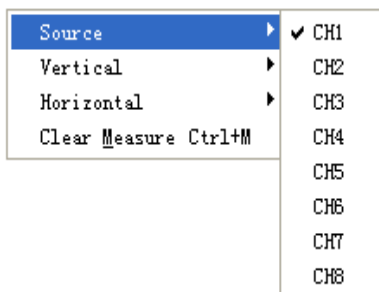 Source
Vertical
Horizontal
Clear Measure Ctrl+M
CH1
CH2
CH3
CH4
CH5
CH6
CH7
CH8